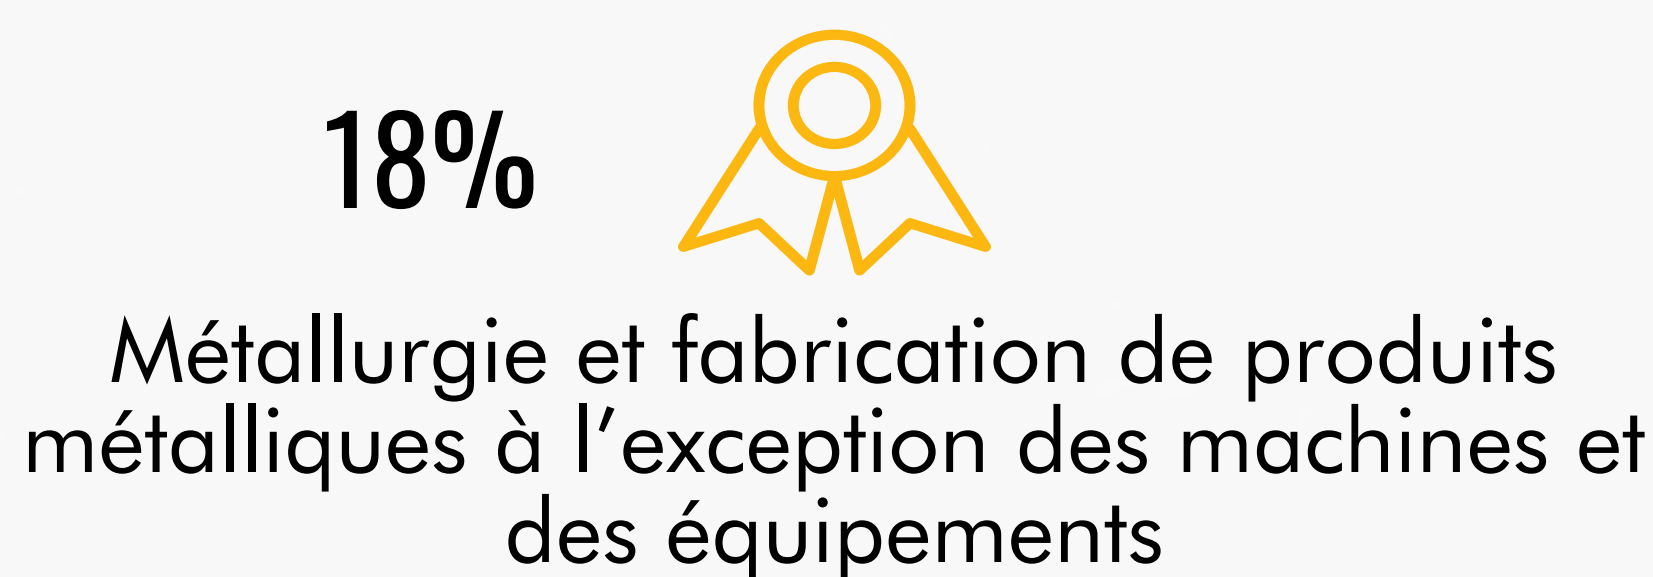 18%
Métallurgie et fabrication de produits
métalliques à l’exception des machines et
des équipements